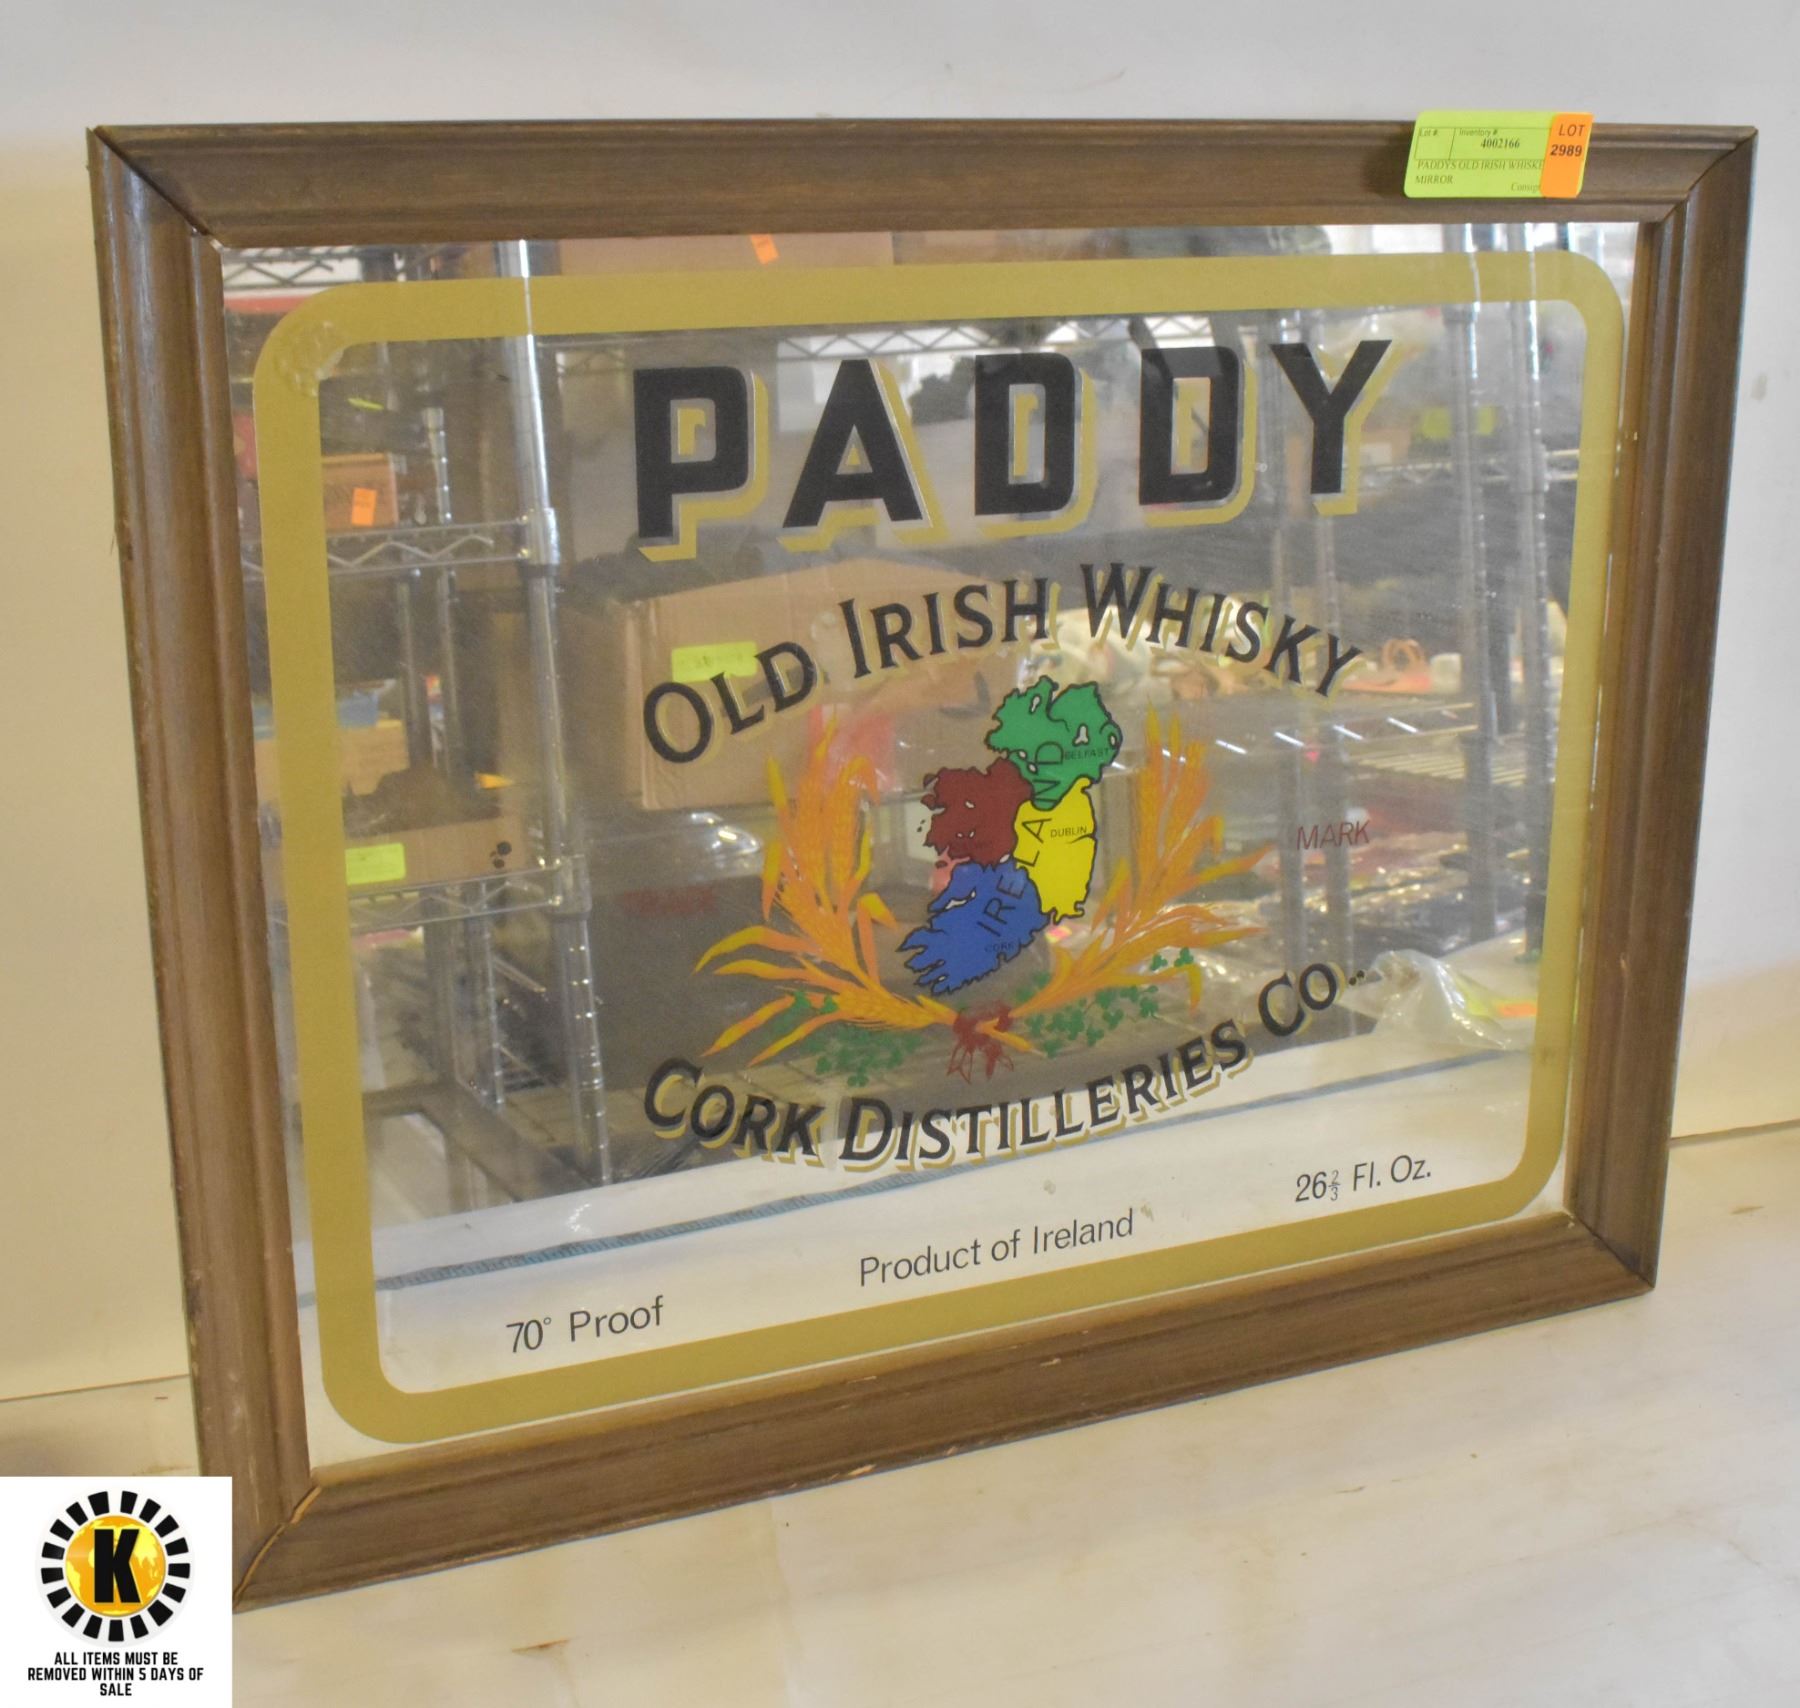 Lot #:
Inventory #
4002166
LOT
2989
PADDYS OLD IRISH
MIRROR
PADDY
OLD IRISH WHISKY
BELFAST
DUBLIN
IRELAND
CORK
TRADE
MARK
CORK DISTILLERIES CO..
26⅔ Fl. Oz.
Product of Ireland
70° Proof
K
ALL ITEMS MUST BE
REMOVED WITHIN 5 DAYS OF
SALE